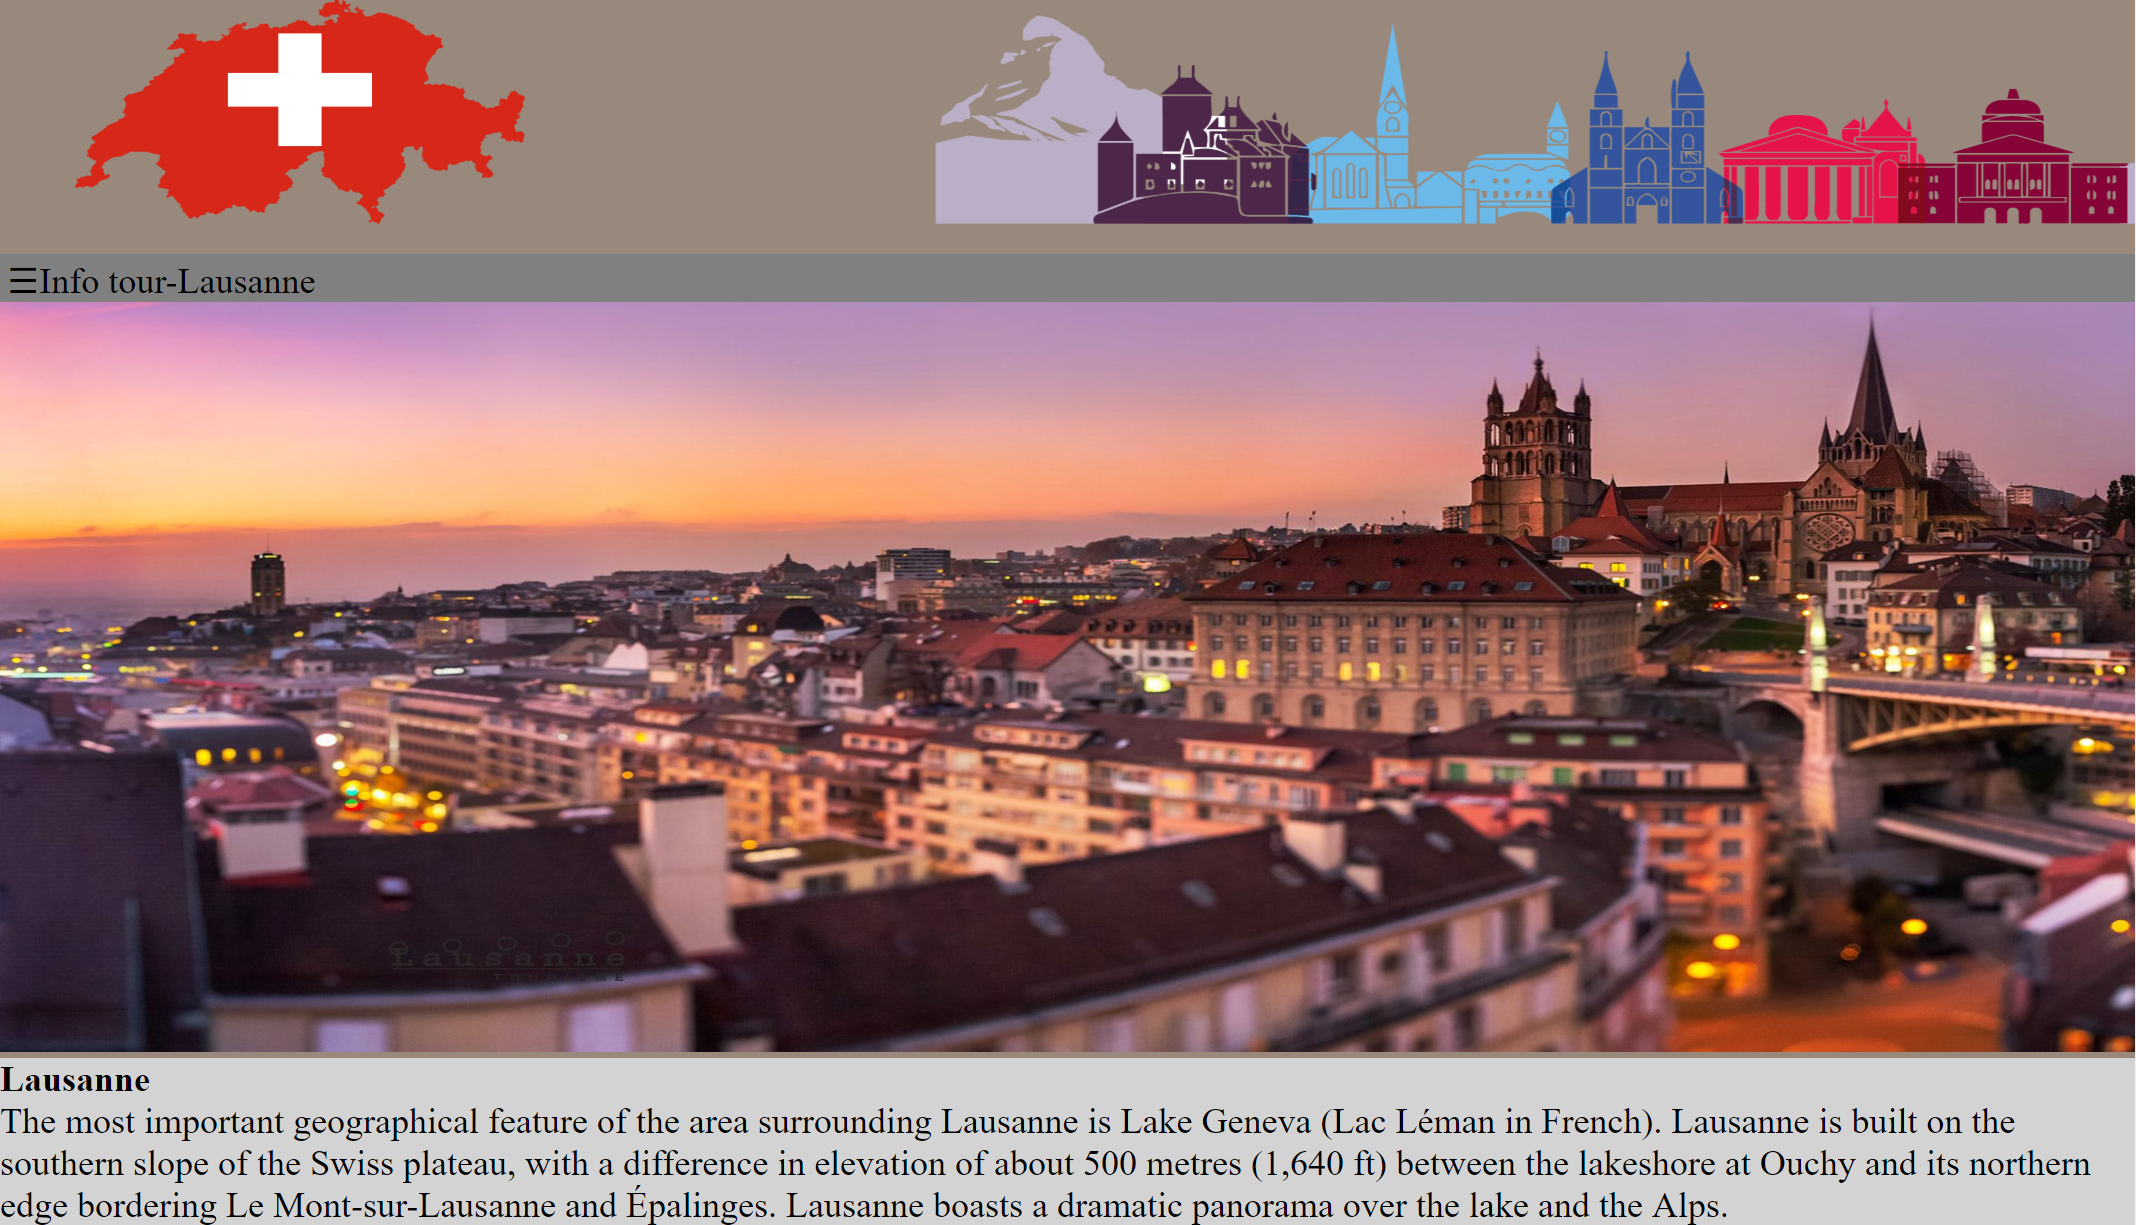 ☰Info tour-Lausanne
Lausanne
TOURISME
Lausanne
The most important geographical feature of the area surrounding Lausanne is Lake Geneva (Lac Léman in French). Lausanne is built on the
southern slope of the Swiss plateau, with a difference in elevation of about 500 metres (1,640 ft) between the lakeshore at Ouchy and its northern
edge bordering Le Mont-sur-Lausanne and Épalinges. Lausanne boasts a dramatic panorama over the lake and the Alps.